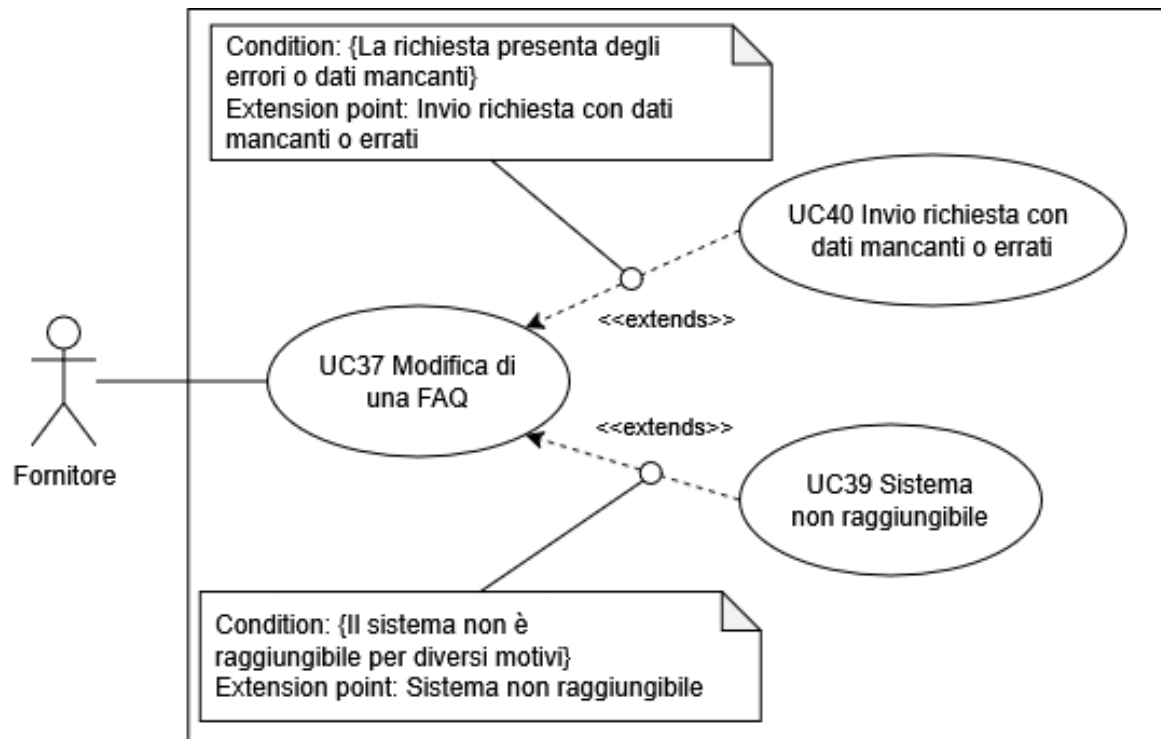 Condition: {La richiesta presenta degli
errori o dati mancanti}
Extension point: Invio richiesta con dati
mancanti o errati
UC40 Invio richiesta con
dati mancanti o errati
<<extends>>
UC37 Modifica di
una FAQ
Fornitore
<<extends>>
UC39 Sistema
non raggiungibile
Condition: {Il sistema non è
raggiungibile per diversi motivi}
Extension point: Sistema non raggiungibile